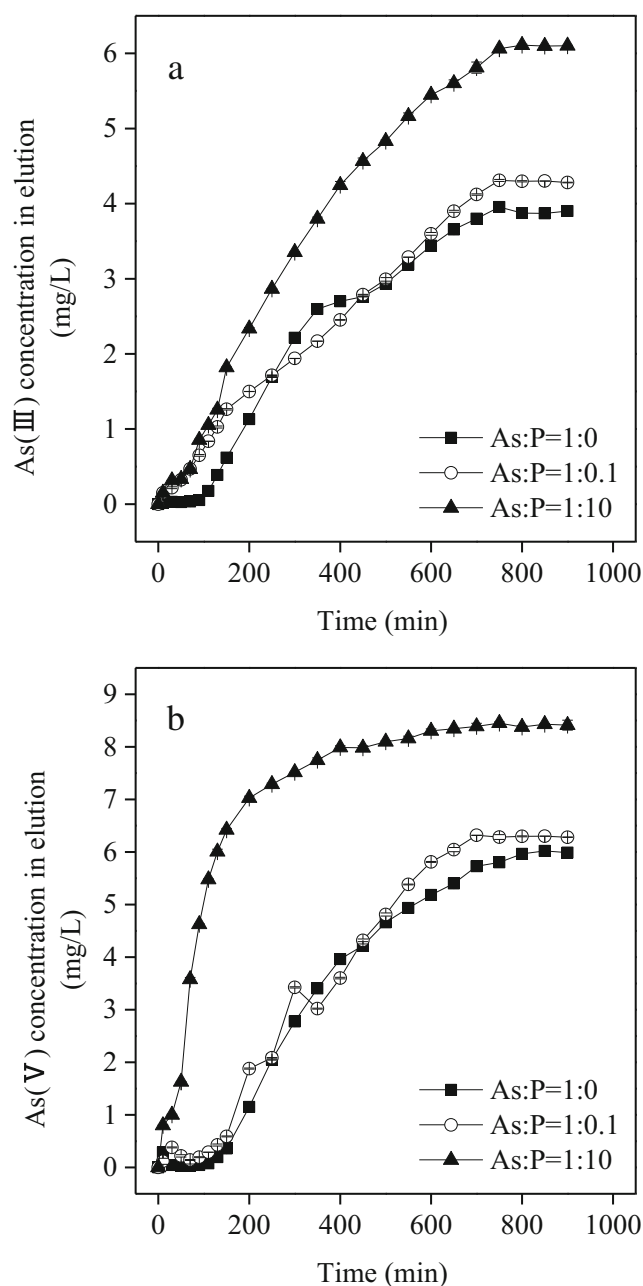 a
As(Ⅲ) concentration in elution
(mg/L)
6
5
4
3
2
1
0
As:P=1:0
As:P=1:0.1
As:P=1:10
0 200 400 600 800 1000
Time (min)
b
As(Ⅴ) concentration in elution
(mg/L)
9
8
7
6
5
4
3
2
1
0
As:P=1:0
As:P=1:0.1
As:P=1:10
0 200 400 600 800 1000
Time (min)